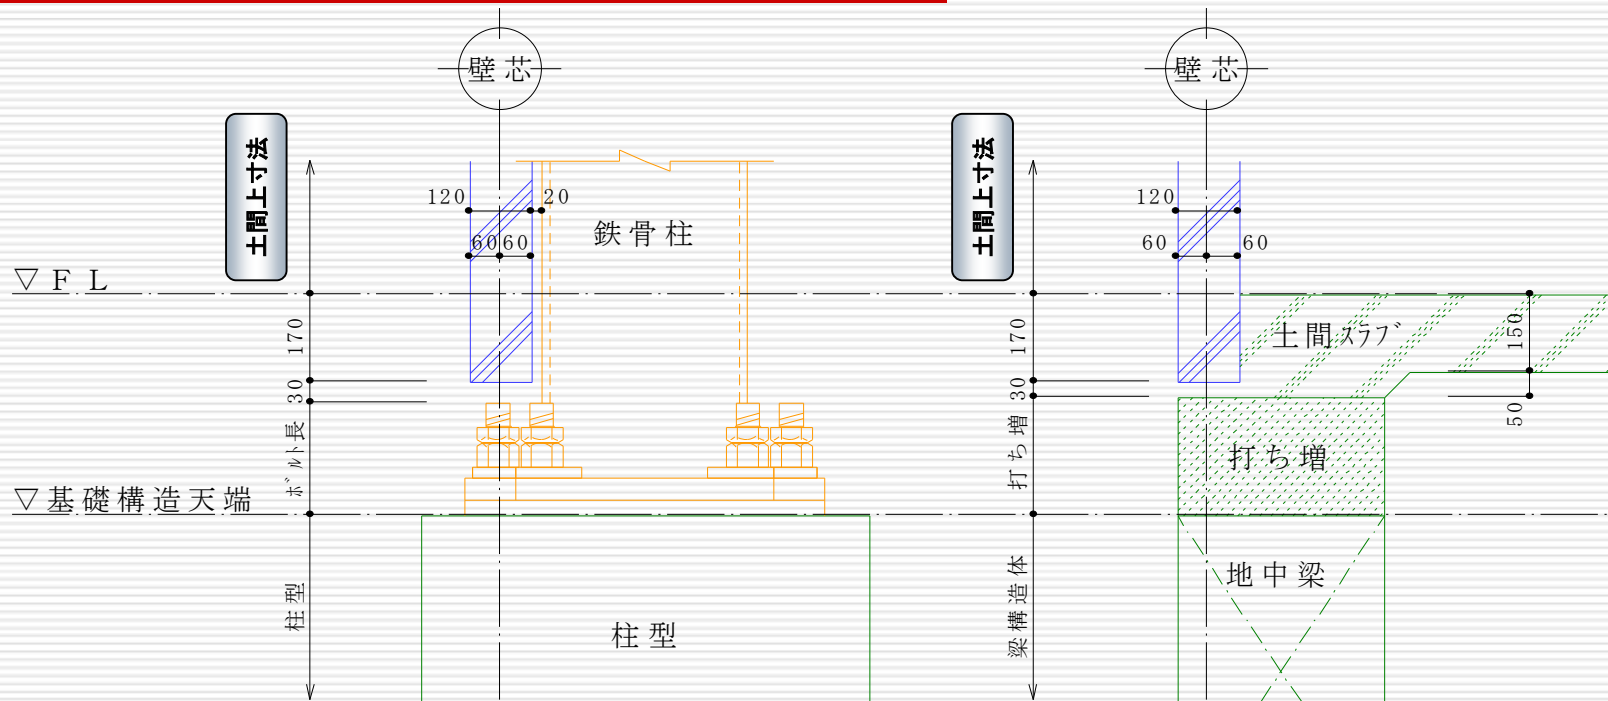 壁芯
壁芯
土間上寸法
土間上寸法
120
20
鉄骨柱
120
60 60
60
60
▽FL
170
170
土間スラブ
150
30
30
50
ボルト長
打ち増
打ち増
▽基礎構造天端
柱型
梁構造体
地中梁
柱型